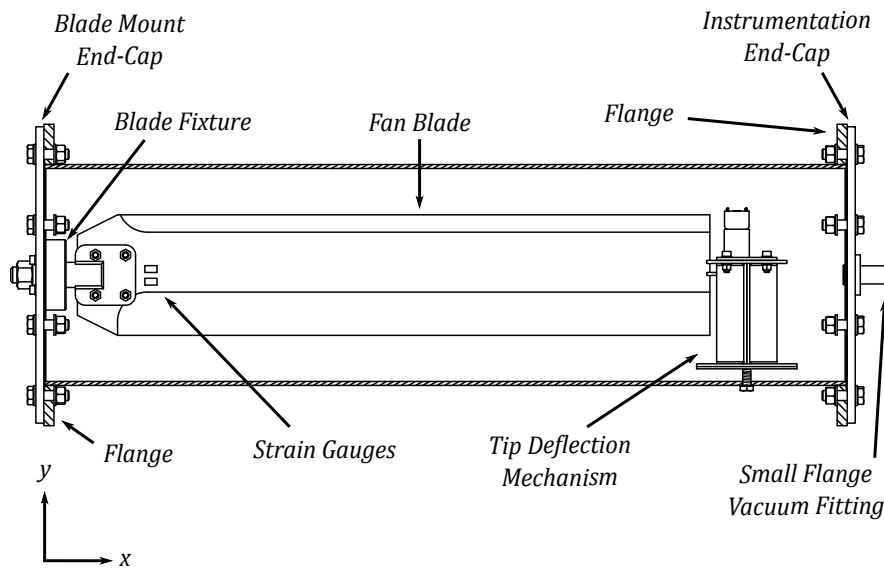 Blade Mount
End-Cap
Instrumentation
End-Cap
Blade Fixture
Fan Blade
Flange
Flange
Strain Gauges
Tip Deflection
Mechanism
Small Flange
Vacuum Fitting
y
x